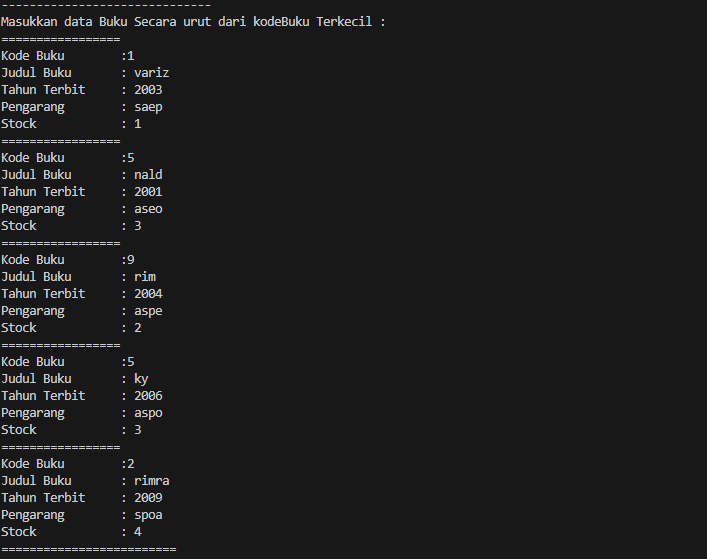 ------------------------------
Masukkan data Buku Secara urut dari kodeBuku Terkecil :
=================
Kode Buku        :1
Judul Buku       : variz
Tahun Terbit     : 2003
Pengarang        : saep
Stock            : 1
=================
Kode Buku        :5
Judul Buku       : nald
Tahun Terbit     : 2001
Pengarang        : aseo
Stock            : 3
=================
Kode Buku        :9
Judul Buku       : rim
Tahun Terbit     : 2004
Pengarang        : aspe
Stock            : 2
=================
Kode Buku        :5
Judul Buku       : ky
Tahun Terbit     : 2006
Pengarang        : aspo
Stock            : 3
=================
Kode Buku        :2
Judul Buku       : rimra
Tahun Terbit     : 2009
Pengarang        : spoa
Stock            : 4
=========================